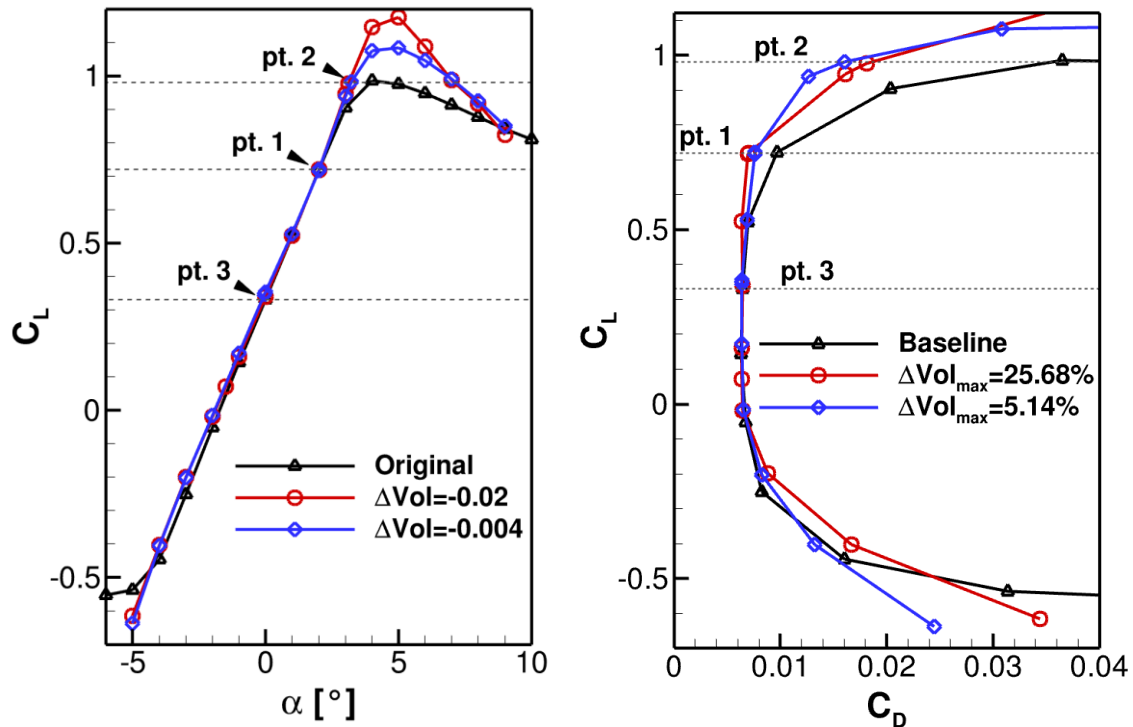 pt. 2
1
pt. 1
0.5
pt. 3
C_L
0
Original
ΔVol=-0.02
ΔVol=-0.004
-0.5
-5
0
5
10
α [°]
pt. 2
1
pt. 1
0.5
pt. 3
C_L
Baseline
ΔVol_max=25.68%
ΔVol_max=5.14%
0
-0.5
0
0.01
0.02
0.03
0.04
C_D